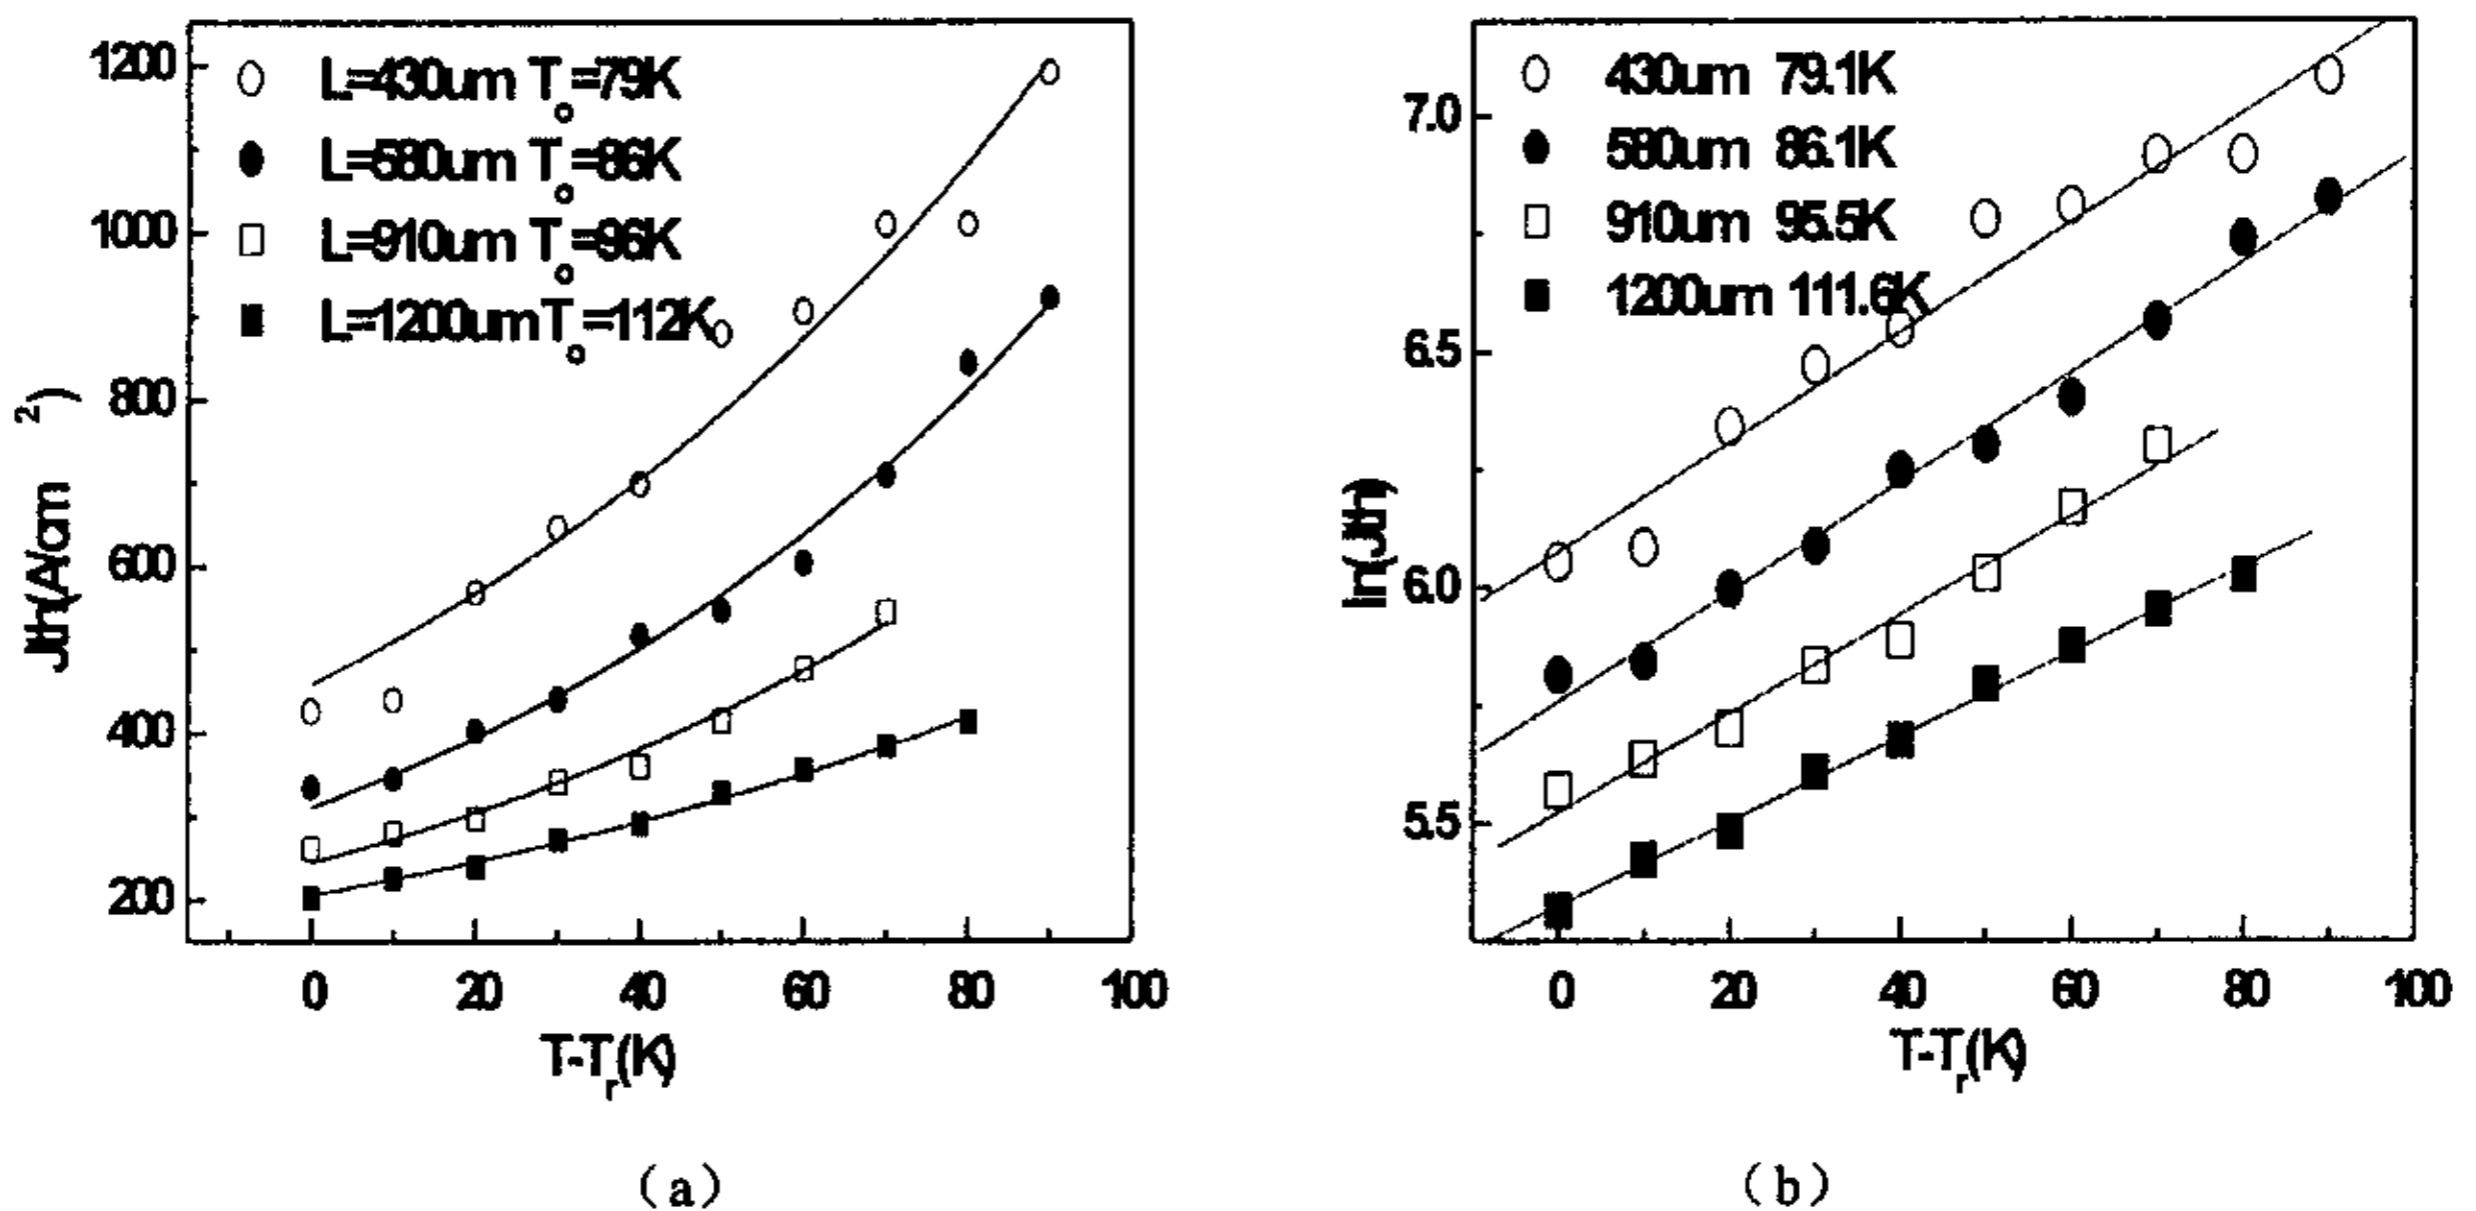 1200
1000
800
600
400
200
Jth(A/cm²)
L=430um T₀=79K
L=580um T₀=86K
L=910um T₀=96K
L=1200um T₀=112K
0 20 40 60 80 100
T-Tᵣ(K)
(a)
7.0
6.5
6.0
5.5
ln(Jth)
430um 79.1K
580um 86.1K
910um 95.5K
1200um 111.6K
0 20 40 60 80 100
T-Tᵣ(K)
(b)